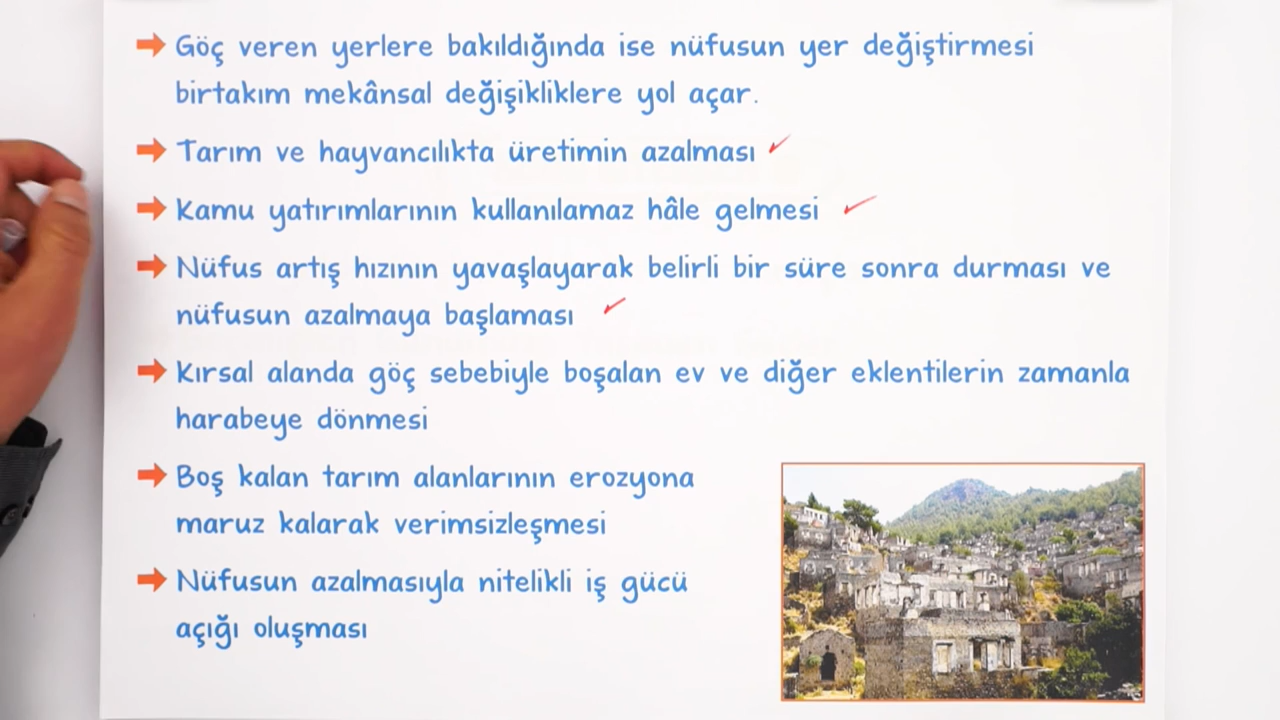 Göç veren yerlere bakıldığında ise nüfusun yer değiştirmesi
birtakım mekânsal değişikliklere yol açar.
Tarım ve hayvancılıkta üretimin azalması
Kamu yatırımlarının kullanılamaz hâle gelmesi
Nüfus artış hızının yavaşlayarak belirli bir süre sonra durması ve
nüfusun azalmaya başlaması
Kırsal alanda göç sebebiyle boşalan ev ve diğer eklentilerin zamanla
harabeye dönmesi
Boş kalan tarım alanlarının erozyona
maruz kalarak verimsizleşmesi
Nüfusun azalmasıyla nitelikli iş gücü
açığı oluşması